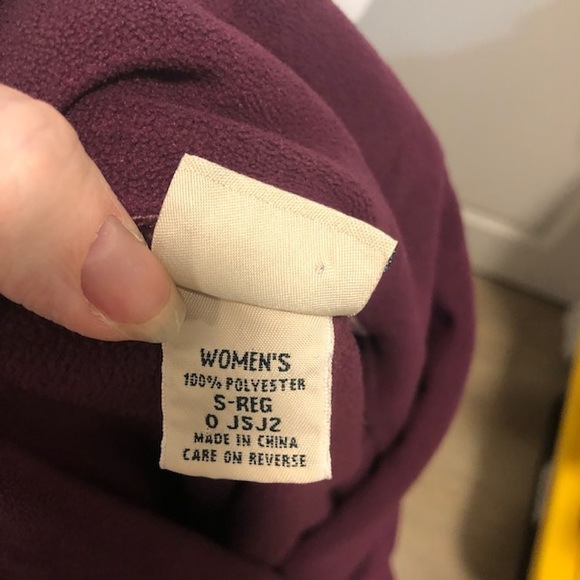 WOMEN'S
100% POLYESTER
S-REG
0 JSJ2
MADE IN CHINA
CARE ON REVERSE